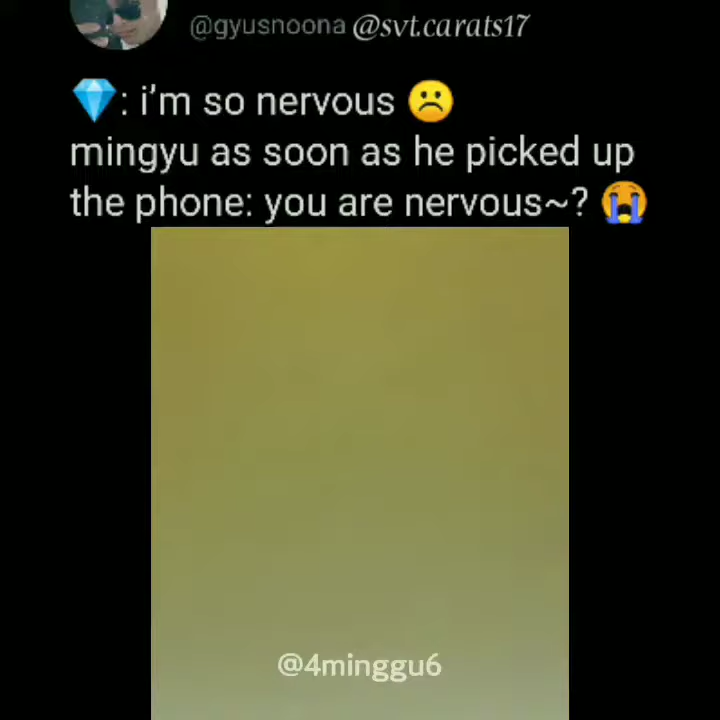 @gyusnoona @svt.carats17
💎: i'm so nervous ☹️
mingyu as soon as he picked up
the phone: you are nervous~? 😭
@4minggu6